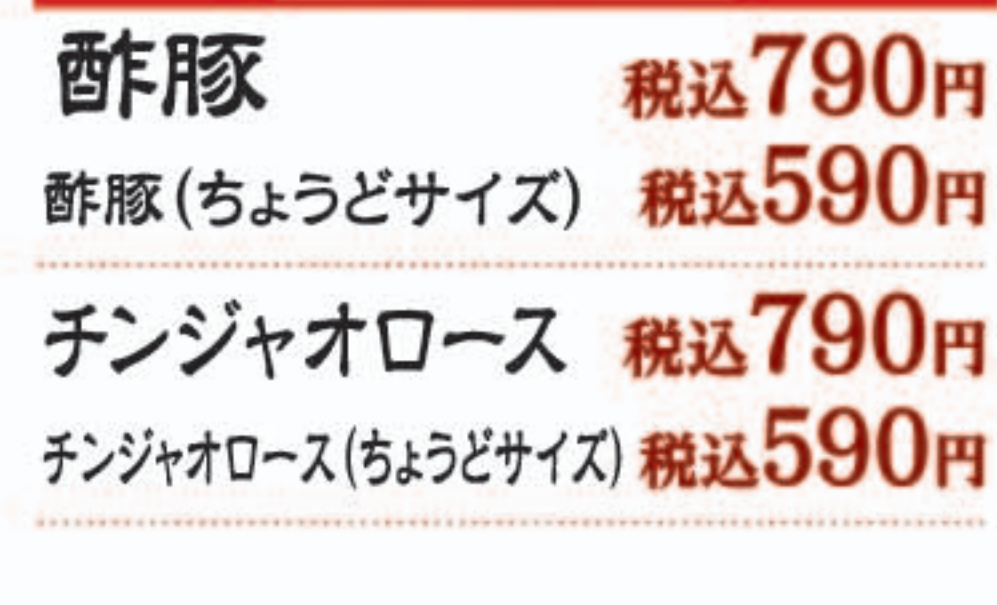 酢豚 税込790円
酢豚(ちょうどサイズ) 税込590円
チンジャオロース 税込790円
チンジャオロース(ちょうどサイズ) 税込590円